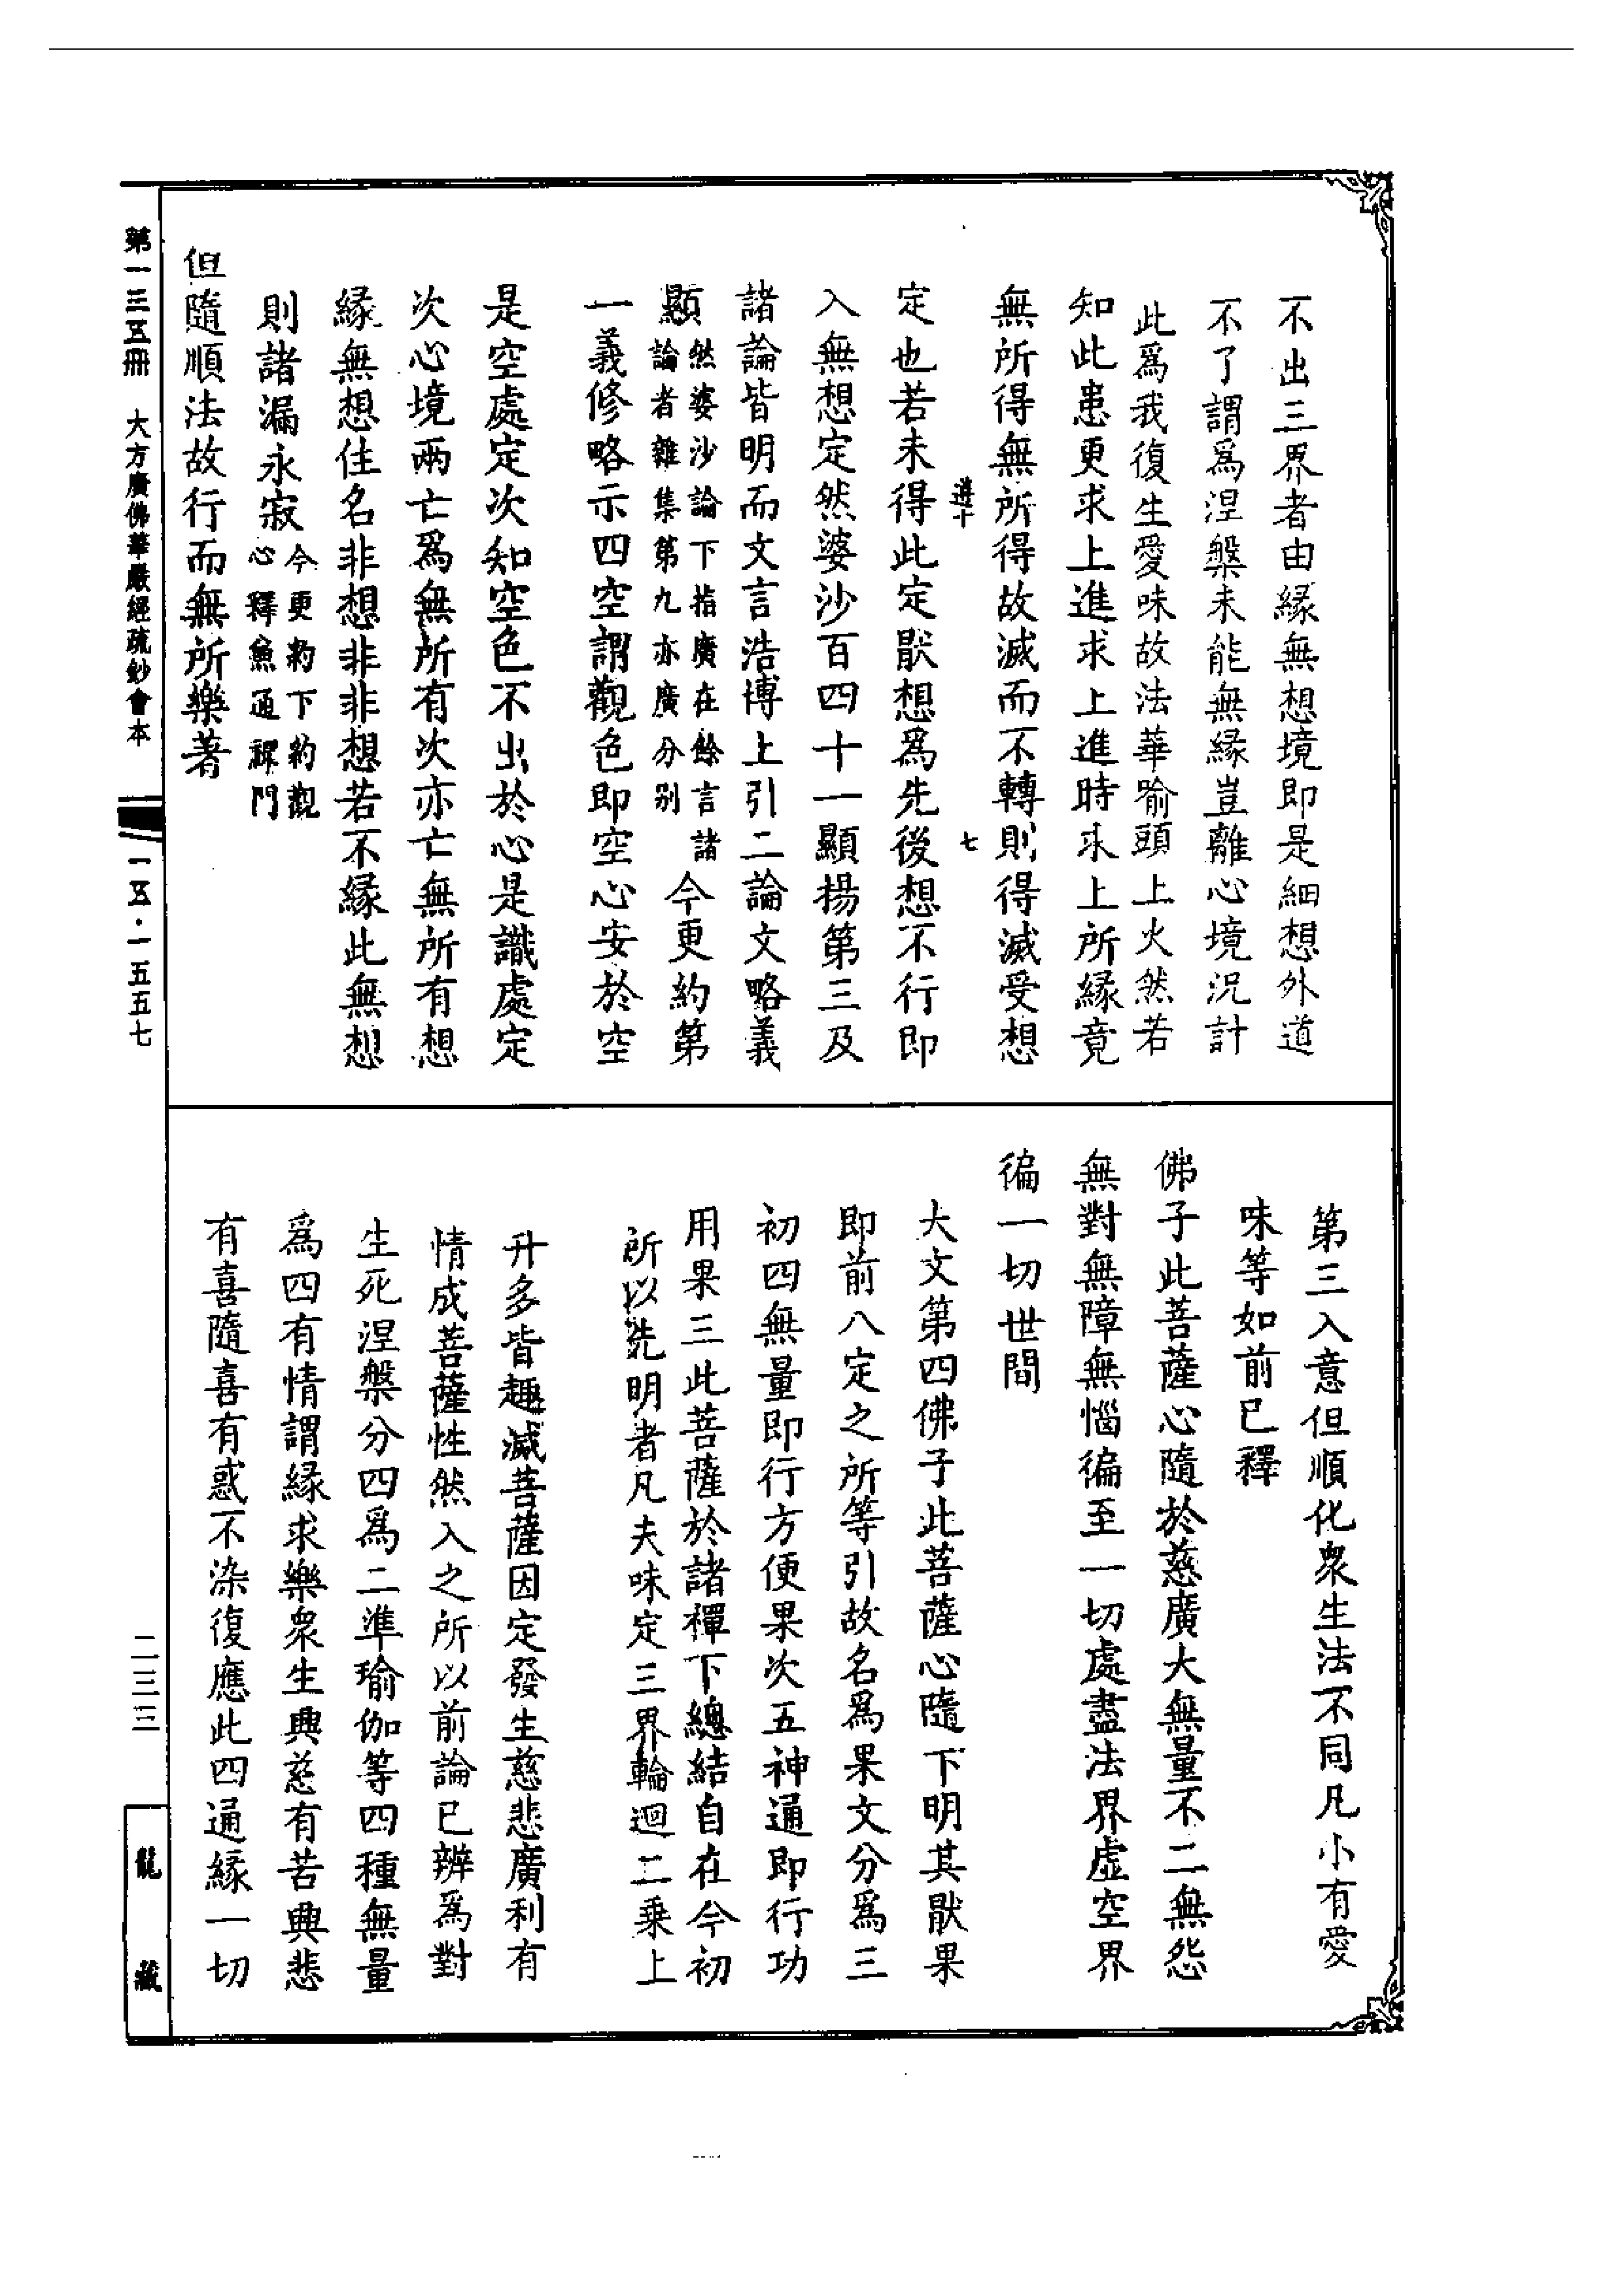 不出三界者由緣無想境即是細想外道
不了謂爲涅槃未能無緣豈離心境況計
此爲我復生愛味故法華喻頭上火然若
知此患更求上進求上進時求上所緣竟
無所得無所得故滅而不轉則得滅受想
遵十 七
定也若未得此定猒想爲先後想不行即
入無想定然婆沙百四十一顯揚第三及
諸論皆明而文言浩博上引二論文略義
顯然婆沙論下指廣在餘言諸論者雜集第九亦廣分別今更約第
一義修略示四空謂觀色即空心安於空
是空處定次知空色不出於心是識處定
次心境兩亡爲無所有次亦亡無所有想
緣無想住名非想非非想若不緣此無想
則諸漏永寂今更約下約觀心釋兼通禪門
但隨順法故行而無所樂著
第三入意但順化衆生法不同凡小有愛
味等如前已釋
佛子此菩薩心隨於慈廣大無量不二無怨
無對無障無惱徧至一切處盡法界虛空界
徧一切世間
大文第四佛子此菩薩心隨下明其猒果
即前八定之所等引故名爲果文分爲三
初四無量即行方便果次五神通即行功
用果三此菩薩於諸禪下總結自在今初
所以先明者凡夫味定三界輪迴二乘上
升多皆趣滅菩薩因定發生慈悲廣利有
情成菩薩性然入之所以前論已辨爲對
生死涅槃分四爲二準瑜伽等四種無量
爲四有情謂緣求樂衆生興慈有苦興悲
有喜隨喜有惑不染復應此四通緣一切
第一三五冊 大方廣佛華嚴經疏鈔會本 一五·一五五七
二三三
龍藏